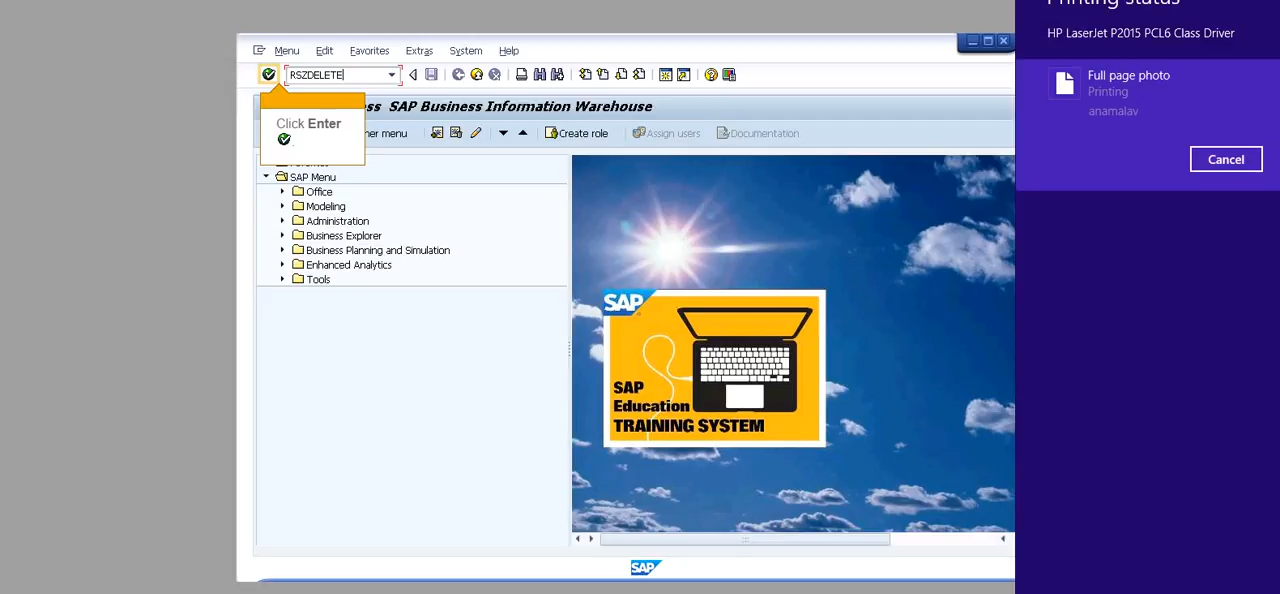 Printing status
HP LaserJet P2015 PCL6 Class Driver
Full page photo
Printing
anamalav
Cancel
Menu Edit Favorites Extras System Help
RSZDELETE
ss SAP Business Information Warehouse
Click Enter
ner menu Create role Assign users Documentation
Favorites
SAP Menu
Office
Modeling
Administration
Business Explorer
Business Planning and Simulation
Enhanced Analytics
Tools
SAP
SAP
Education
TRAINING SYSTEM
SAP